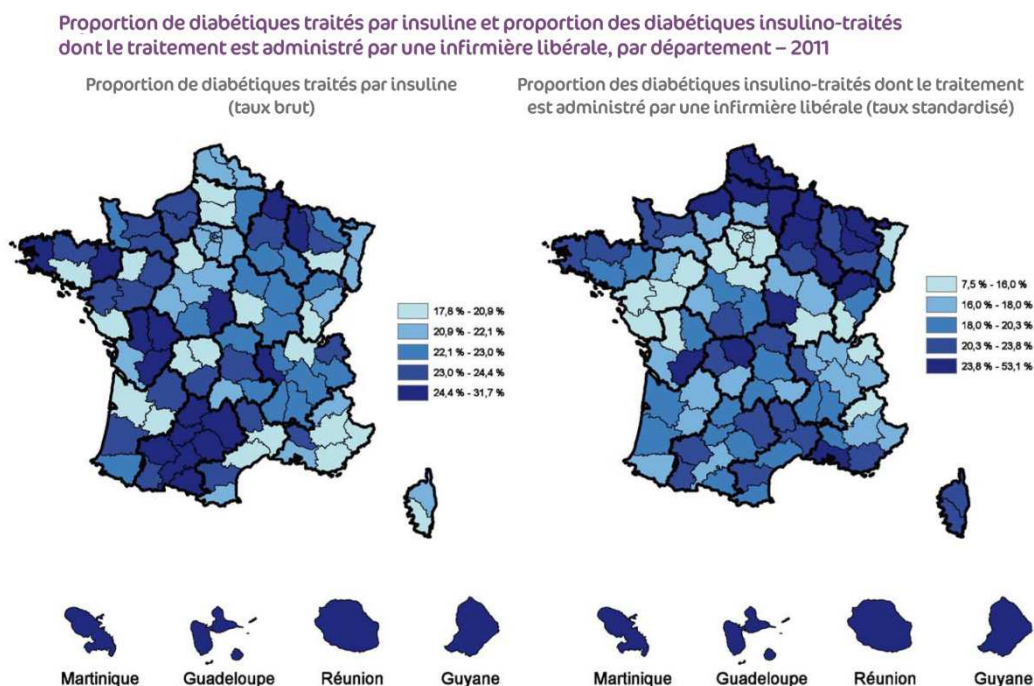 Proportion de diabétiques traités par insuline et proportion des diabétiques insulino-traités
dont le traitement est administré par une infirmière libérale, par département – 2011
Proportion de diabétiques traités par insuline
(taux brut)
Proportion des diabétiques insulino-traités dont le traitement
est administré par une infirmière libérale (taux standardisé)
17,8 % - 20,9 %
20,9 % - 22,1 %
22,1 % - 23,0 %
23,0 % - 24,4 %
24,4 % - 31,7 %
7,5 % - 16,0 %
16,0 % - 18,0 %
18,0 % - 20,3 %
20,3 % - 23,8 %
23,8 % - 53,1 %
Martinique
Guadeloupe
Réunion
Guyane
Martinique
Guadeloupe
Réunion
Guyane